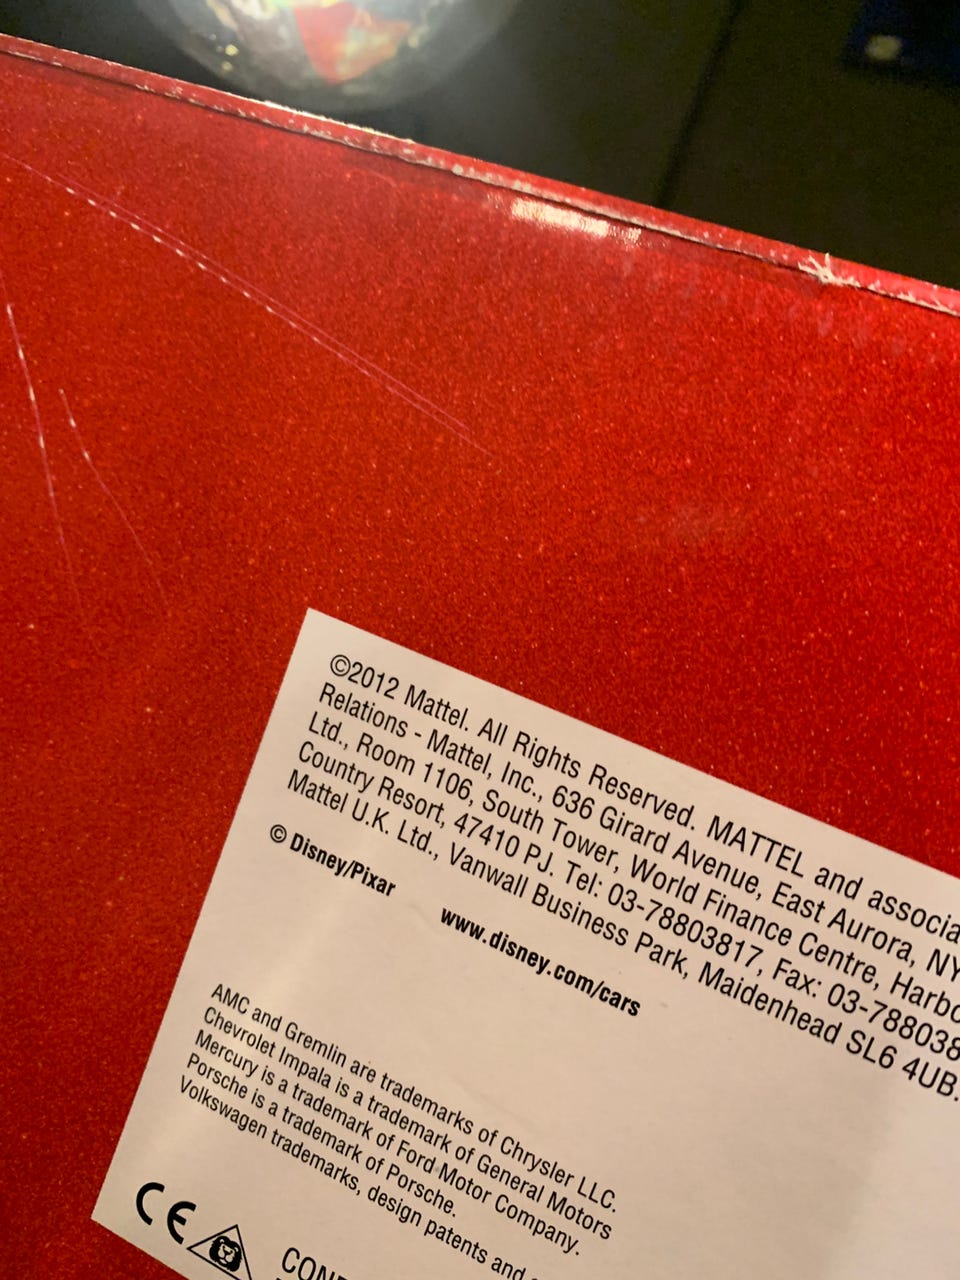 ©2012 Mattel. All Rights Reserved. MATTEL and associa
Relations - Mattel, Inc., 636 Girard Avenue, East Aurora, NY
Ltd., Room 1106, South Tower, World Finance Centre, Harbo
Country Resort, 47410 PJ. Tel: 03-78803817, Fax: 03-788038
Mattel U.K. Ltd., Vanwall Business Park, Maidenhead SL6 4UB.
© Disney/Pixar
www.disney.com/cars
AMC and Gremlin are trademarks of Chrysler LLC.
Chevrolet Impala is a trademark of General Motors
Mercury is a trademark of Ford Motor Company.
Porsche is a trademark of Porsche.
Volkswagen trademarks, design patents and
CE